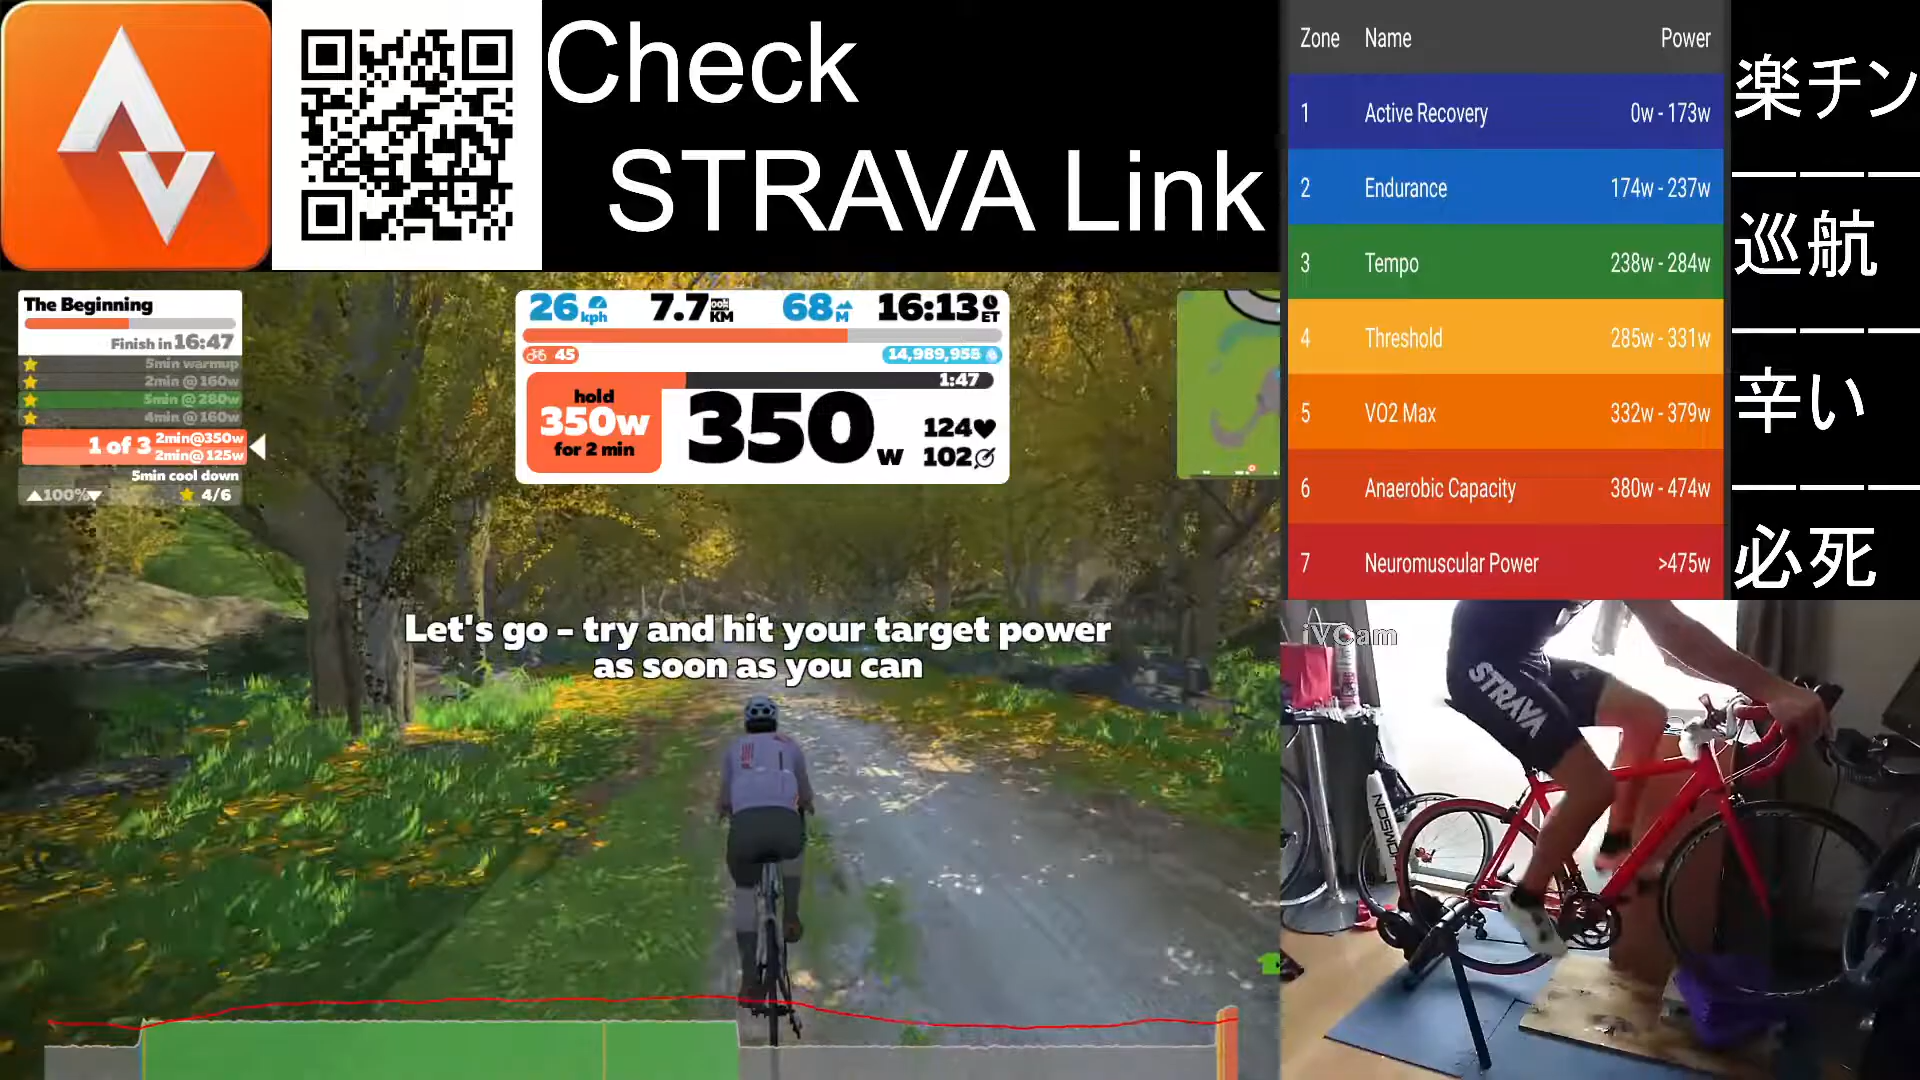 Check
STRAVA Link
Zone Name Power
1 Active Recovery 0w - 173w
2 Endurance 174w - 237w
3 Tempo 238w - 284w
4 Threshold 285w - 331w
5 VO2 Max 332w - 379w
6 Anaerobic Capacity 380w - 474w
7 Neuromuscular Power >475w
楽チン
巡航
辛い
必死
The Beginning
Finish in 16:47
5min warmup
2min @ 160w
5min @ 280w
4min @ 160w
1 of 3 2min@350w
2min@125w
5min cool down
▲100%▼ 4/6
26 kph 7.7 KM 68 M 16:13 ET
45 14,989,955
1:47
hold
350w
for 2 min
350 w
124
102
Let's go - try and hit your target power
as soon as you can
iVCam
STRAVA